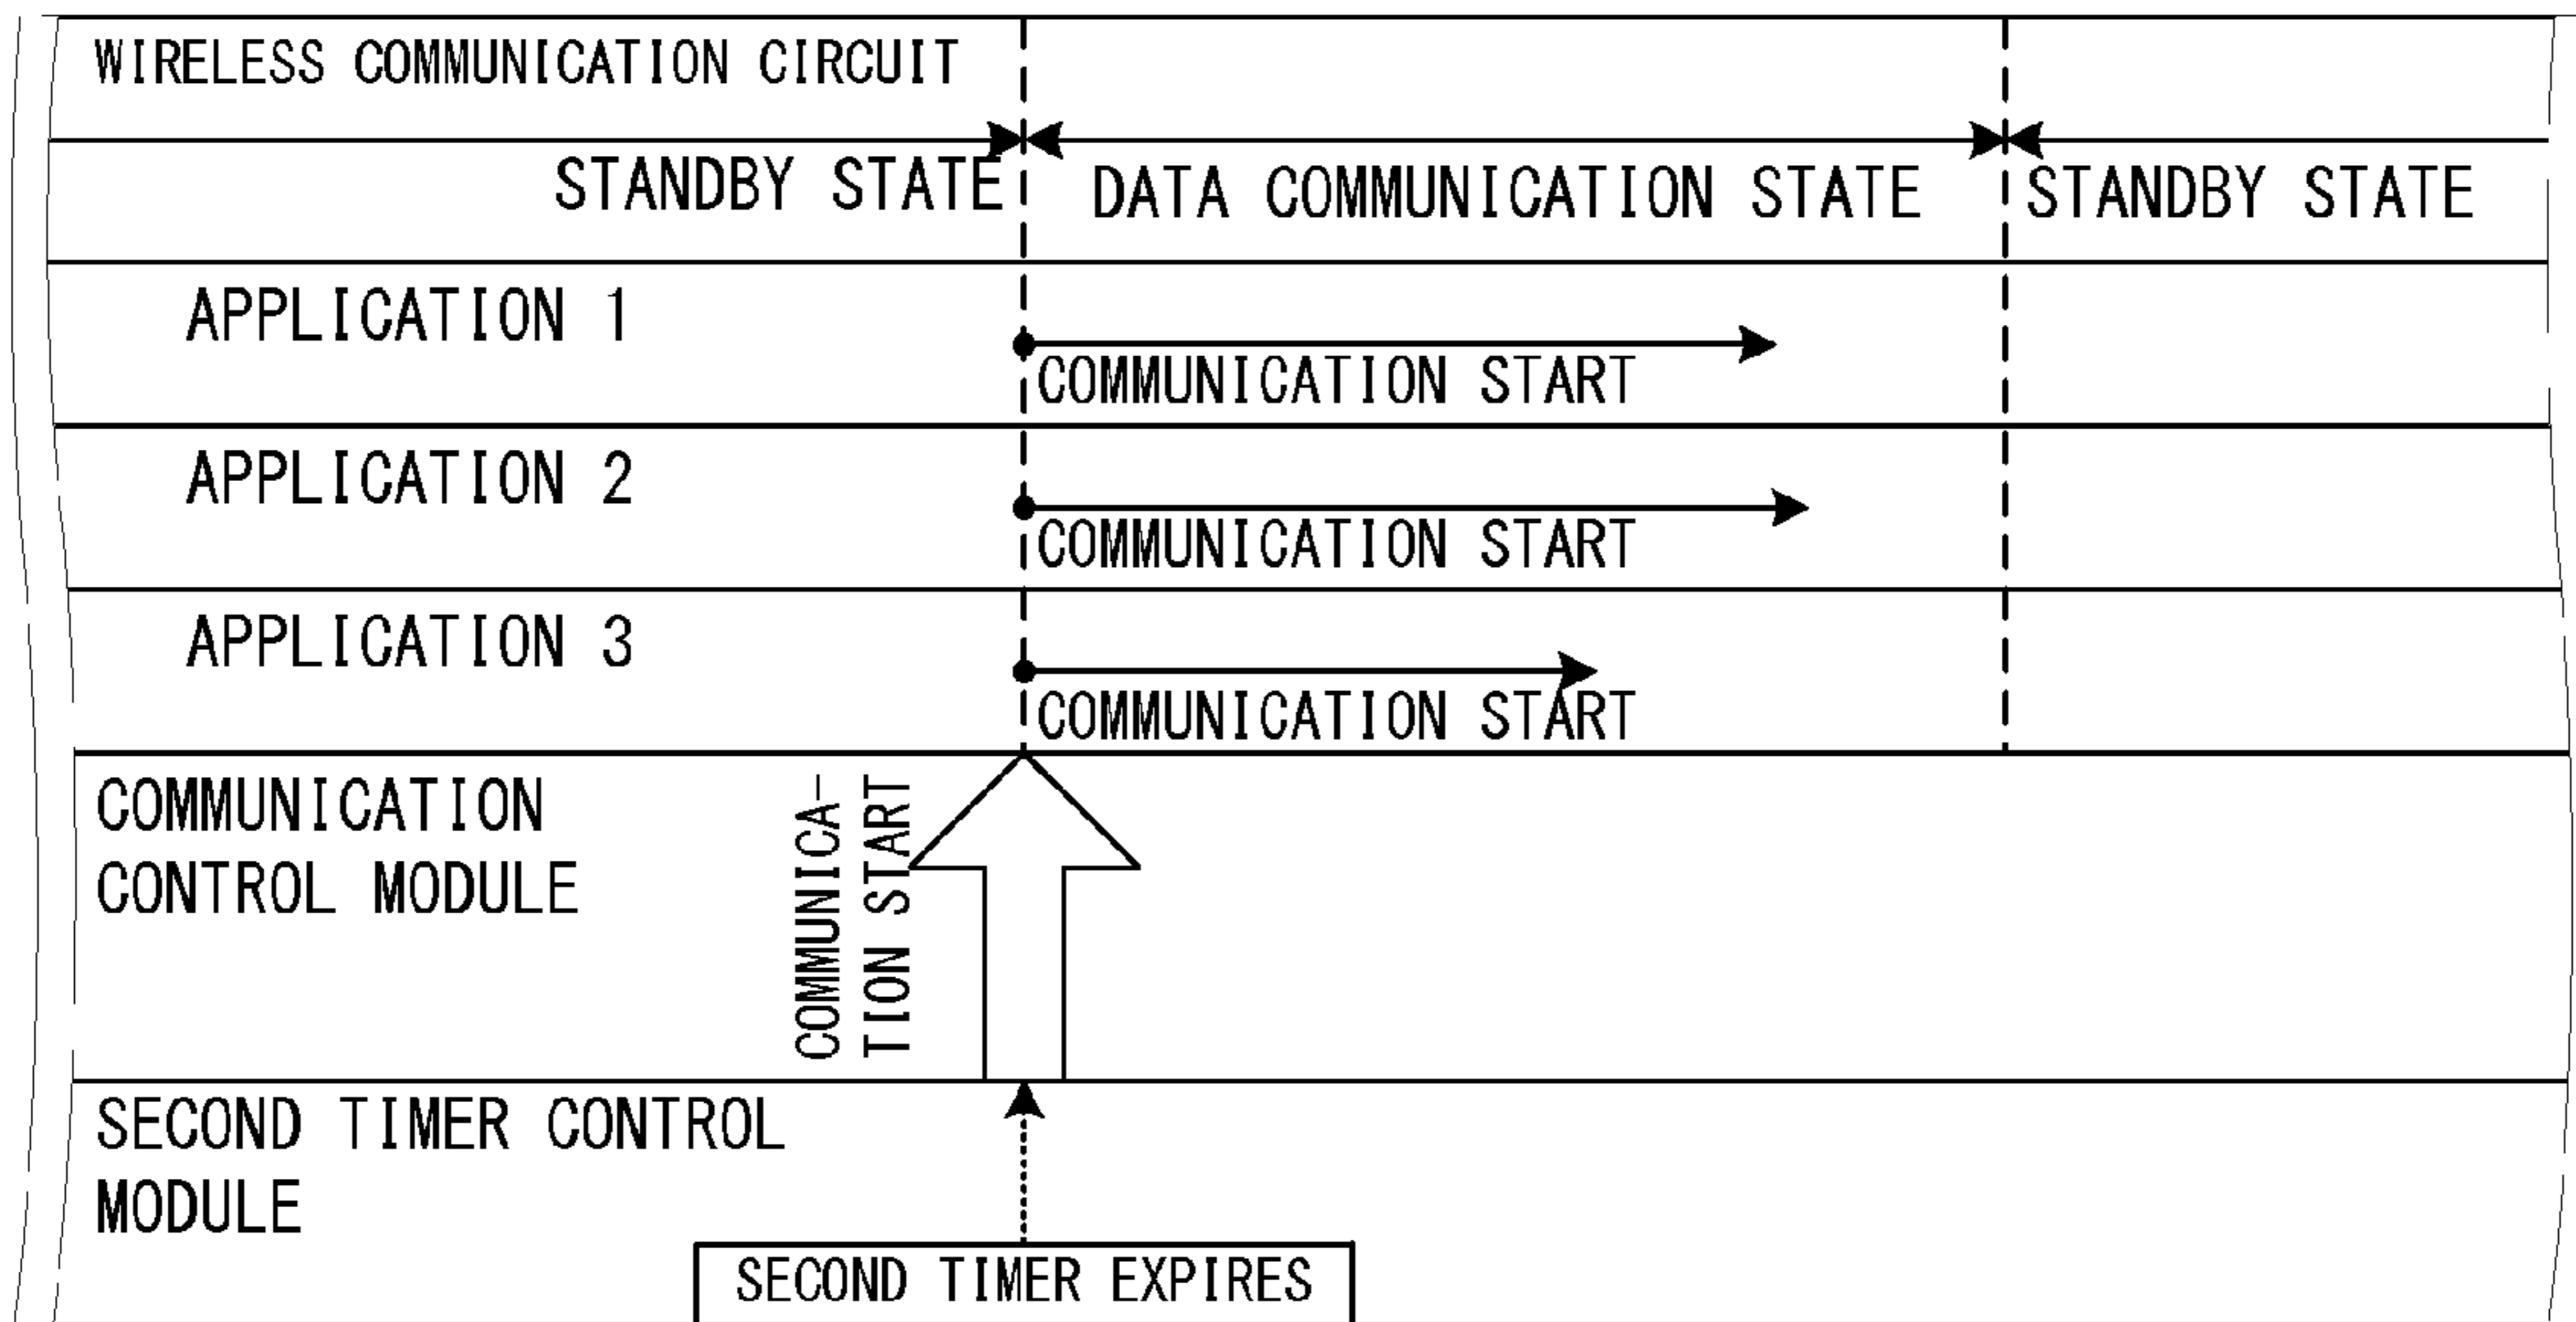 WIRELESS COMMUNICATION CIRCUIT
STANDBY STATE
DATA COMMUNICATION STATE
STANDBY STATE
APPLICATION 1
COMMUNICATION START
APPLICATION 2
COMMUNICATION START
APPLICATION 3
COMMUNICATION START
COMMUNICATION
CONTROL MODULE
COMMUNICA-
TION START
SECOND TIMER CONTROL
MODULE
SECOND TIMER EXPIRES